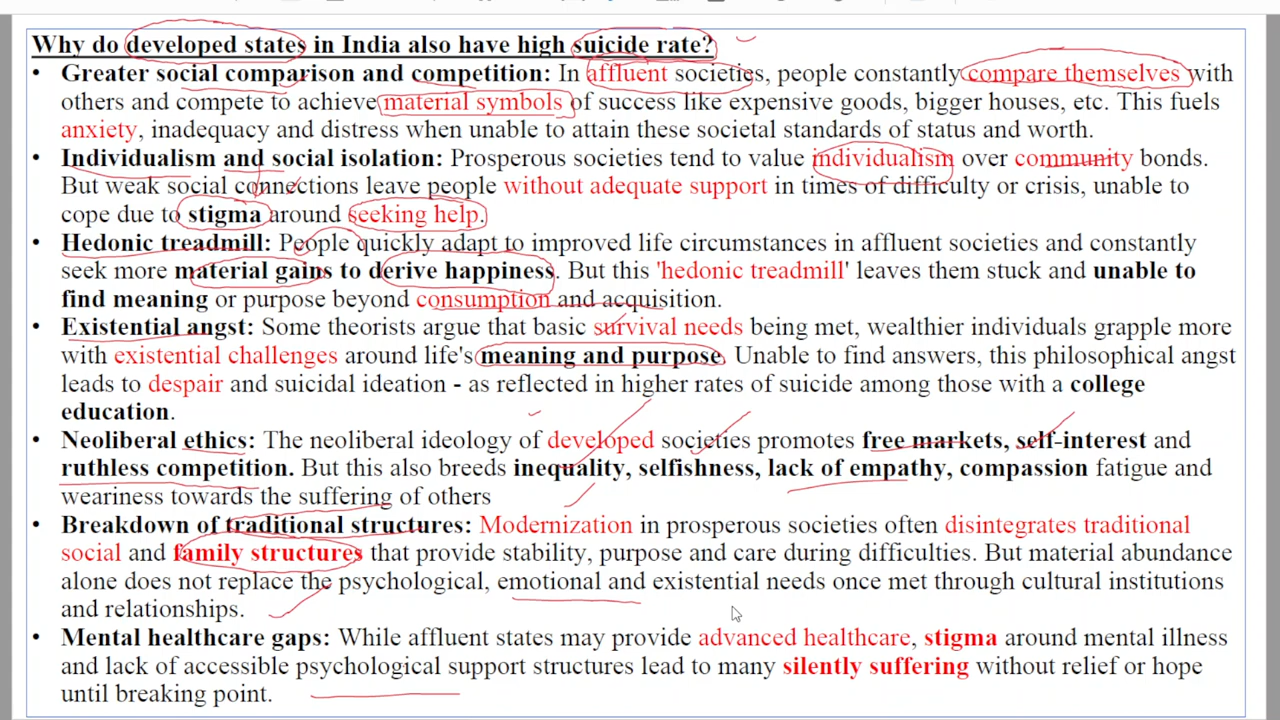 Why do developed states in India also have high suicide rate?
• Greater social comparison and competition: In affluent societies, people constantly compare themselves with
others and compete to achieve material symbols of success like expensive goods, bigger houses, etc. This fuels
anxiety, inadequacy and distress when unable to attain these societal standards of status and worth.
• Individualism and social isolation: Prosperous societies tend to value individualism over community bonds.
But weak social connections leave people without adequate support in times of difficulty or crisis, unable to
cope due to stigma around seeking help.
• Hedonic treadmill: People quickly adapt to improved life circumstances in affluent societies and constantly
seek more material gains to derive happiness. But this 'hedonic treadmill' leaves them stuck and unable to
find meaning or purpose beyond consumption and acquisition.
• Existential angst: Some theorists argue that basic survival needs being met, wealthier individuals grapple more
with existential challenges around life's meaning and purpose. Unable to find answers, this philosophical angst
leads to despair and suicidal ideation - as reflected in higher rates of suicide among those with a college
education.
• Neoliberal ethics: The neoliberal ideology of developed societies promotes free markets, self-interest and
ruthless competition. But this also breeds inequality, selfishness, lack of empathy, compassion fatigue and
weariness towards the suffering of others
• Breakdown of traditional structures: Modernization in prosperous societies often disintegrates traditional
social and family structures that provide stability, purpose and care during difficulties. But material abundance
alone does not replace the psychological, emotional and existential needs once met through cultural institutions
and relationships.
• Mental healthcare gaps: While affluent states may provide advanced healthcare, stigma around mental illness
and lack of accessible psychological support structures lead to many silently suffering without relief or hope
until breaking point.